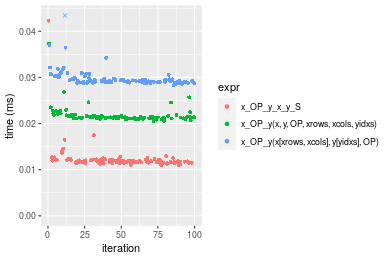 0.04
0.03
0.02
0.01
0.00
time (ms)
0
25
50
75
100
iteration
expr
x_OP_y_x_y_S
x_OP_y(x, y, OP, xrows, xcols, yidxs)
x_OP_y(x[xrows, xcols], y[yidxs], OP)